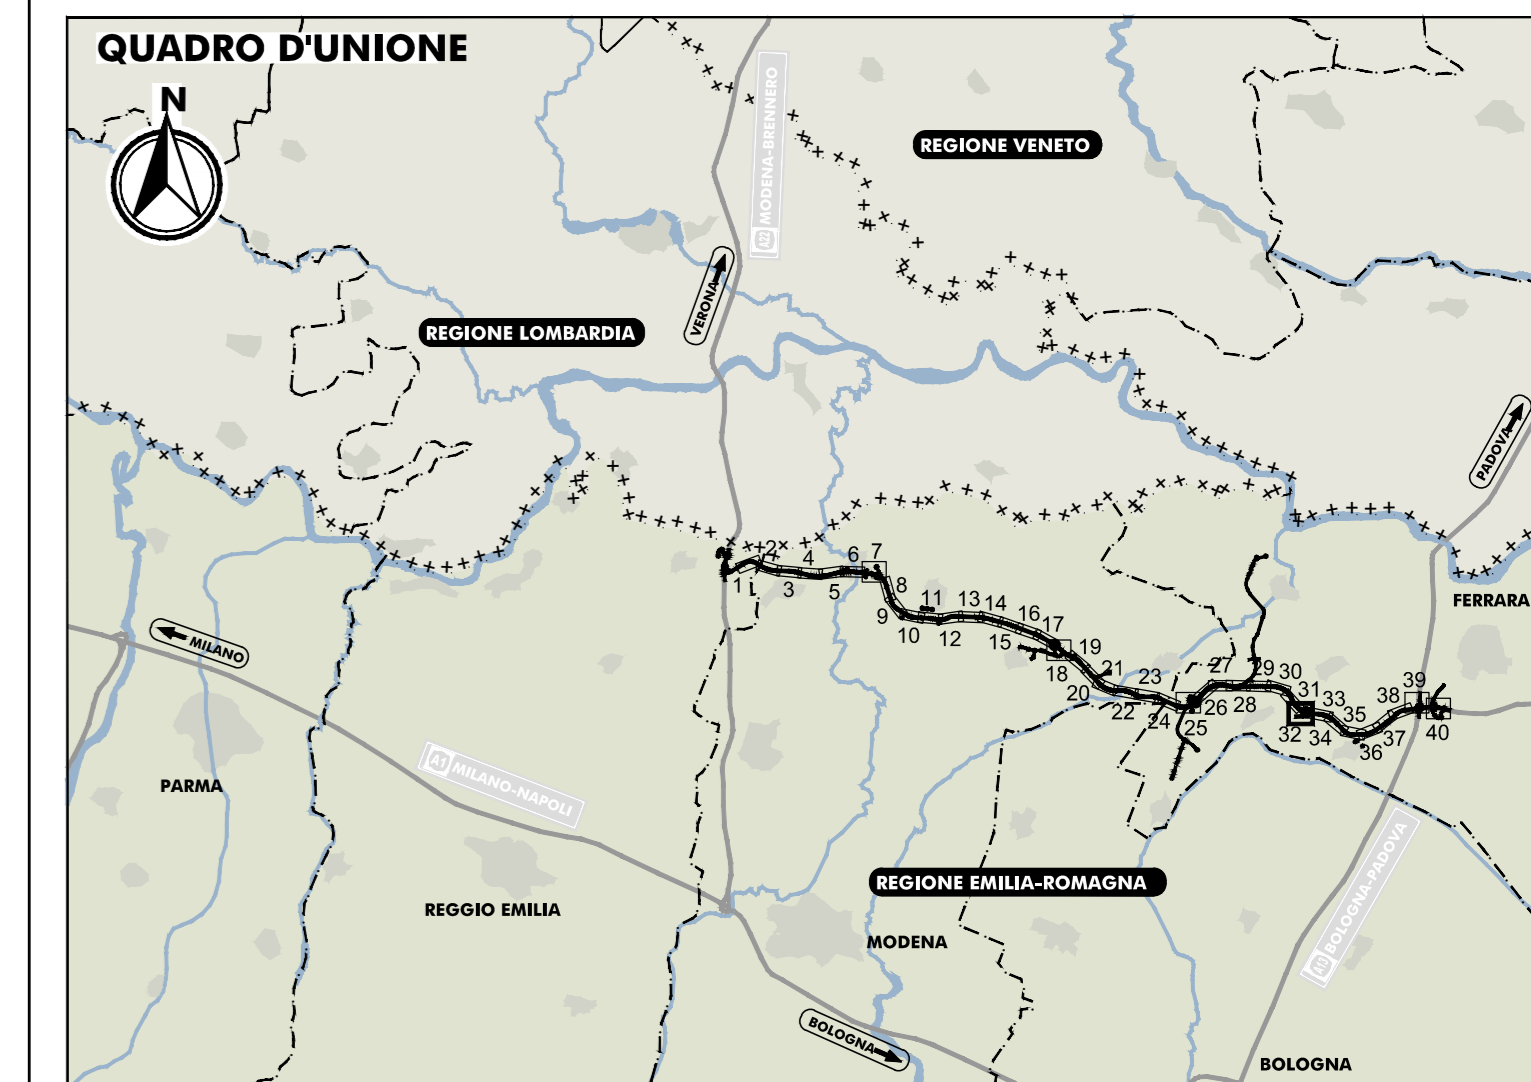 QUADRO D'UNIONE
N
A22 MODENA-BRENNERO
REGIONE VENETO
VERONA
REGIONE LOMBARDIA
PADOVA
FERRARA
MILANO
1
2
3
4
5
6
7
8
9
10
11
12
13
14
15
16
17
18
19
20
21
22
23
24
25
26
27
28
29
30
31
32
33
34
35
36
37
38
39
40
PARMA
A1 MILANO-NAPOLI
REGGIO EMILIA
REGIONE EMILIA-ROMAGNA
A13 BOLOGNA-PADOVA
MODENA
BOLOGNA
BOLOGNA